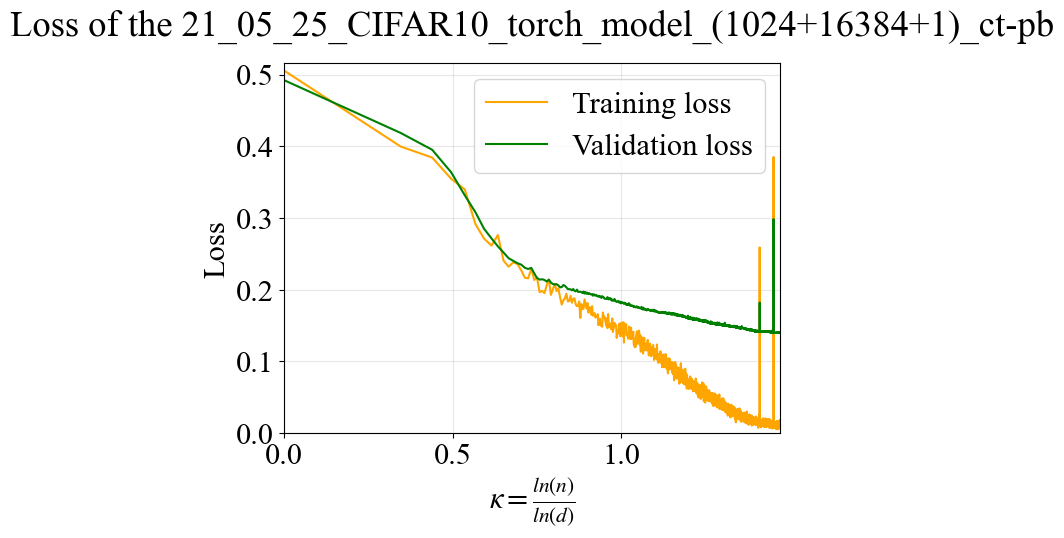 Loss of the 21_05_25_CIFAR10_torch_model_(1024+16384+1)_ct-pb
0.5
0.4
0.3
0.2
0.1
0.0
Loss
Training loss
Validation loss
0.0 0.5 1.0
κ = ln(n)/ln(d)